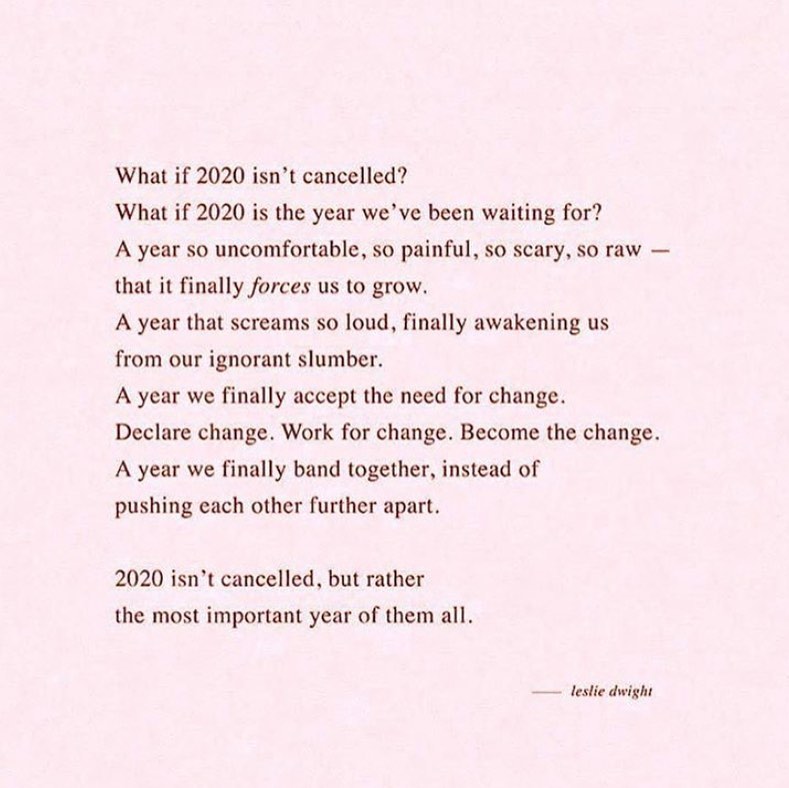 What if 2020 isn’t cancelled?
What if 2020 is the year we’ve been waiting for?
A year so uncomfortable, so painful, so scary, so raw —
that it finally forces us to grow.
A year that screams so loud, finally awakening us
from our ignorant slumber.
A year we finally accept the need for change.
Declare change. Work for change. Become the change.
A year we finally band together, instead of
pushing each other further apart.
2020 isn’t cancelled, but rather
the most important year of them all.
— leslie dwight